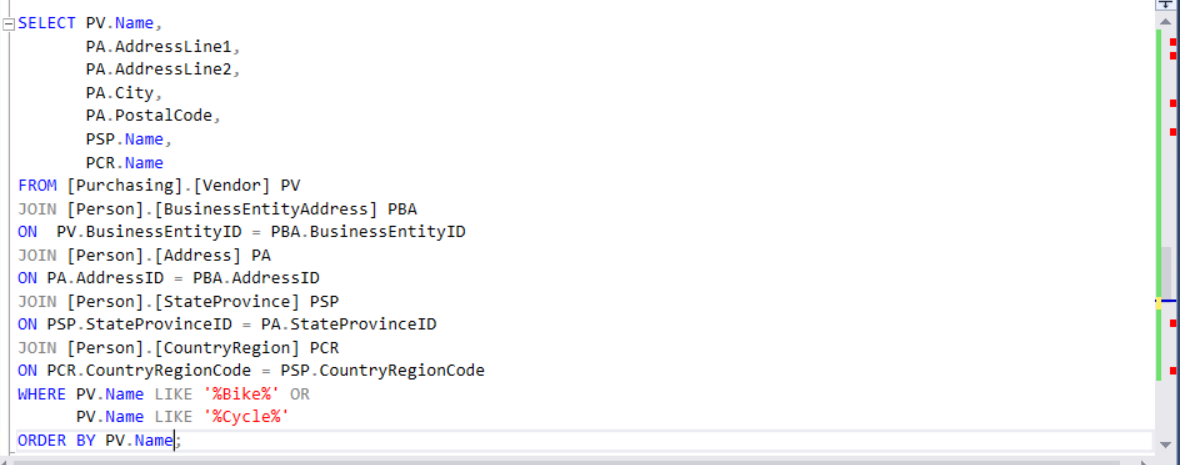 SELECT PV.Name,
PA.AddressLine1,
PA.AddressLine2,
PA.City,
PA.PostalCode,
PSP.Name,
PCR.Name
FROM [Purchasing].[Vendor] PV
JOIN [Person].[BusinessEntityAddress] PBA
ON  PV.BusinessEntityID = PBA.BusinessEntityID
JOIN [Person].[Address] PA
ON PA.AddressID = PBA.AddressID
JOIN [Person].[StateProvince] PSP
ON PSP.StateProvinceID = PA.StateProvinceID
JOIN [Person].[CountryRegion] PCR
ON PCR.CountryRegionCode = PSP.CountryRegionCode
WHERE PV.Name LIKE '%Bike%' OR
PV.Name LIKE '%Cycle%'
ORDER BY PV.Name;